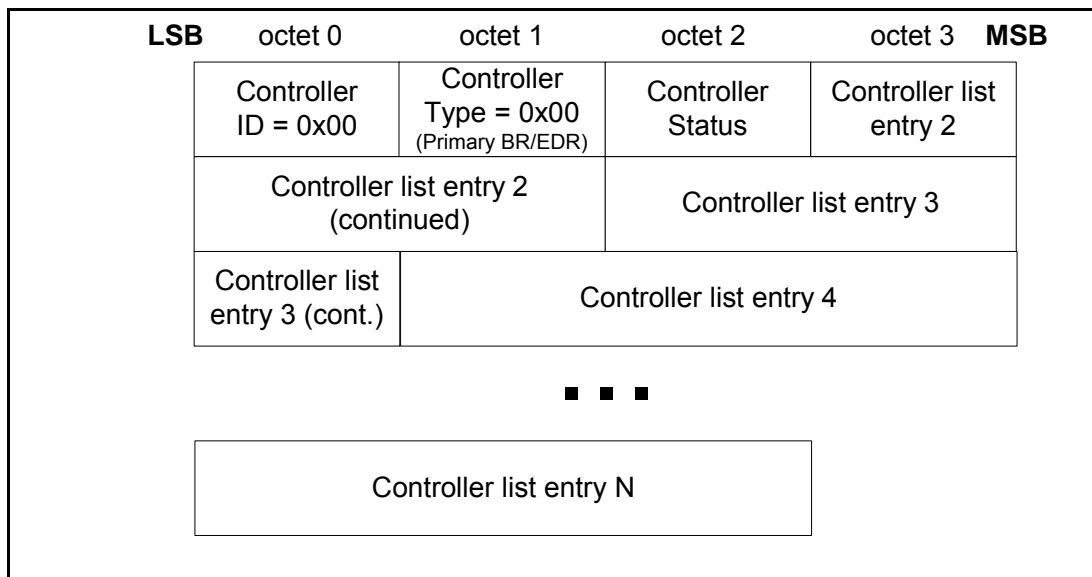 LSB octet 0 octet 1 octet 2 octet 3 MSB
Controller
ID = 0x00
Controller
Type = 0x00
(Primary BR/EDR)
Controller
Status
Controller list
entry 2
Controller list entry 2
(continued)
Controller list entry 3
Controller list
entry 3 (cont.)
Controller list entry 4
Controller list entry N